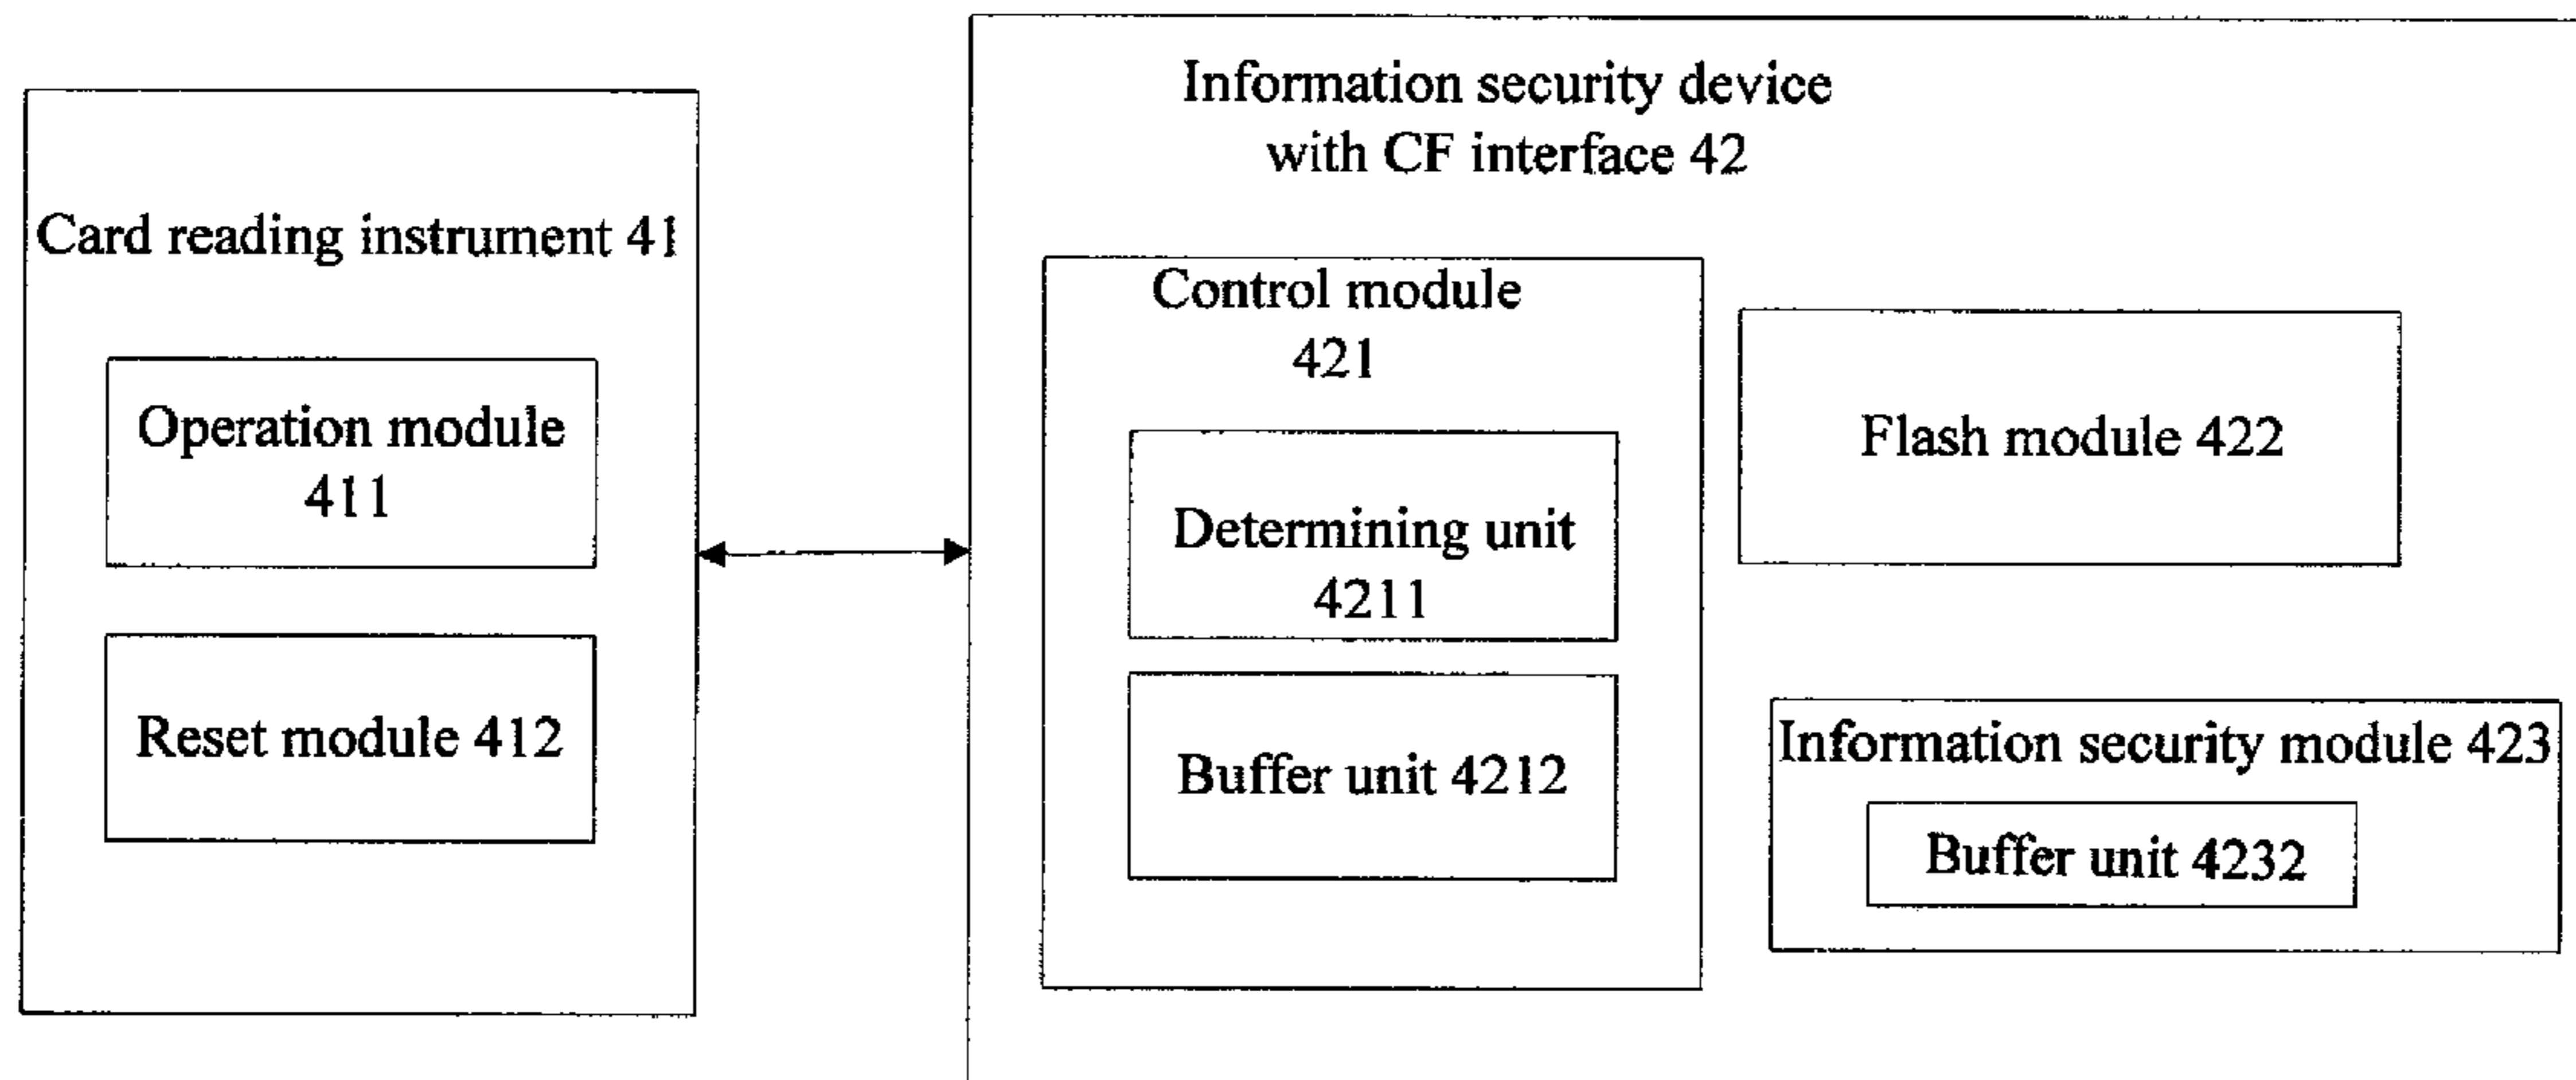 Card reading instrument 41
Operation module
411
Reset module 412
Information security device
with CF interface 42
Control module
421
Determining unit
4211
Buffer unit 4212
Flash module 422
Information security module 423
Buffer unit 4232